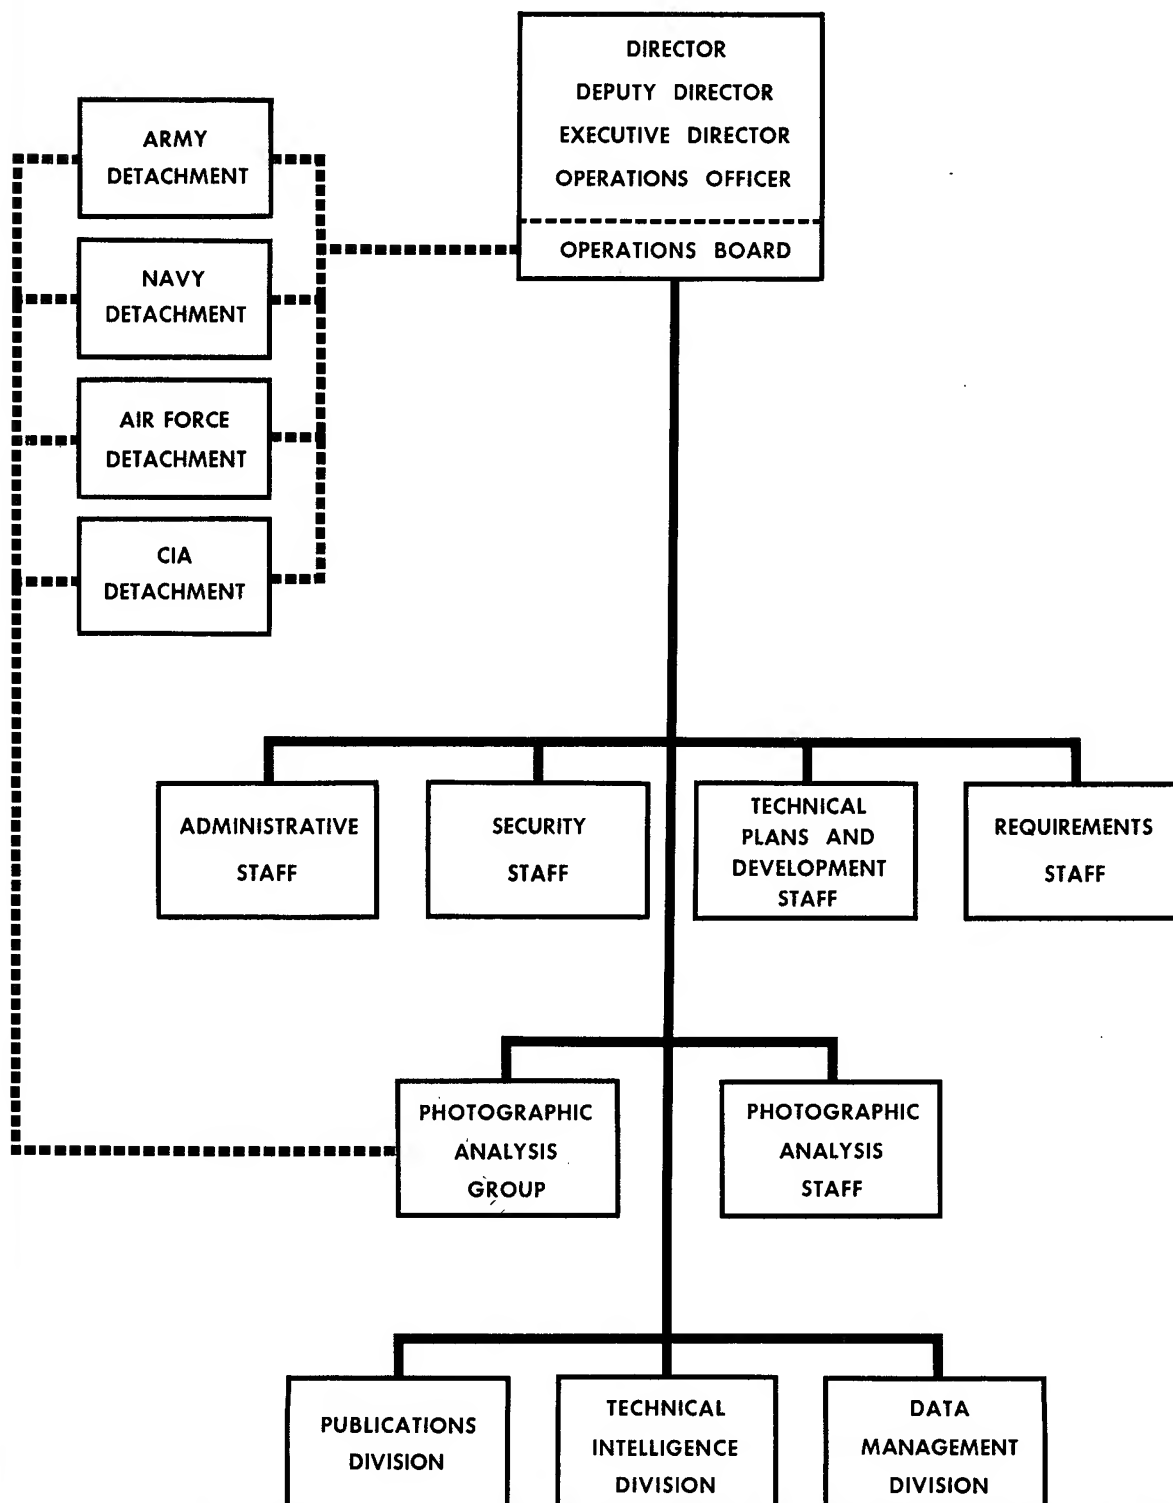 DIRECTOR
DEPUTY DIRECTOR
EXECUTIVE DIRECTOR
OPERATIONS OFFICER
OPERATIONS BOARD
ARMY
DETACHMENT
NAVY
DETACHMENT
AIR FORCE
DETACHMENT
CIA
DETACHMENT
ADMINISTRATIVE
STAFF
SECURITY
STAFF
TECHNICAL
PLANS AND
DEVELOPMENT
STAFF
REQUIREMENTS
STAFF
PHOTOGRAPHIC
ANALYSIS
GROUP
PHOTOGRAPHIC
ANALYSIS
STAFF
PUBLICATIONS
DIVISION
TECHNICAL
INTELLIGENCE
DIVISION
DATA
MANAGEMENT
DIVISION